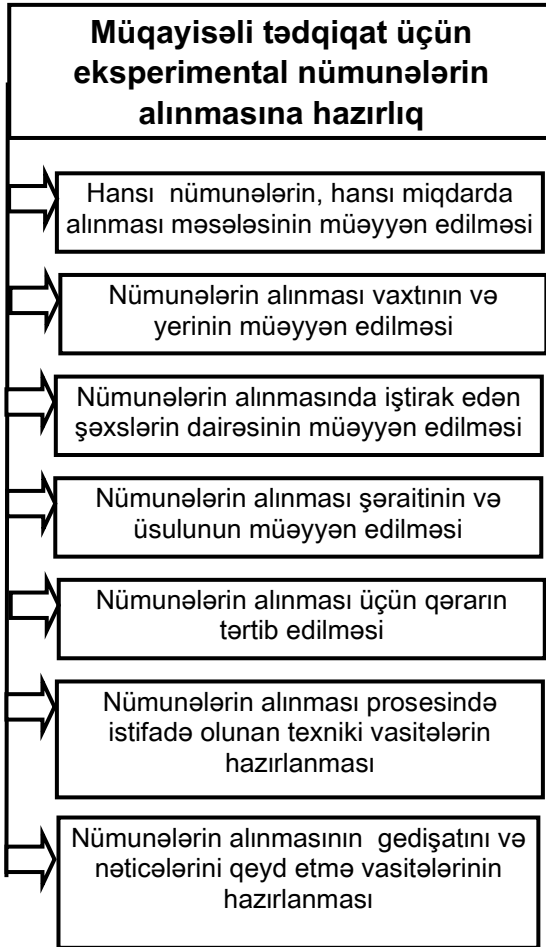 Müqayisəli tədqiqat üçün
eksperimental nümunələrin
alınmasına hazırlıq
Hansı nümunələrin, hansı miqdarda
alınması məsələsinin müəyyən edilməsi
Nümunələrin alınması vaxtının və
yerinin müəyyən edilməsi
Nümunələrin alınmasında iştirak edən
şəxslərin dairəsinin müəyyən edilməsi
Nümunələrin alınması şəraitinin və
üsulunun müəyyən edilməsi
Nümunələrin alınması üçün qərarın
tərtib edilməsi
Nümunələrin alınması prosesində
istifadə olunan texniki vasitələrin
hazırlanması
Nümunələrin alınmasının gedişatını və
nəticələrini qeyd etmə vasitələrinin
hazırlanması